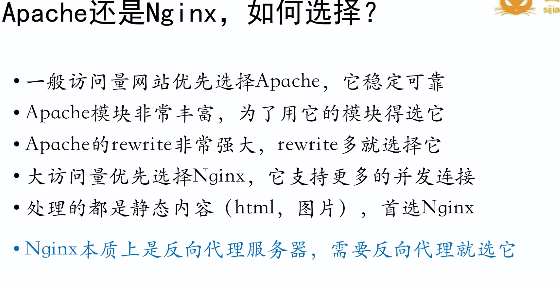 Apache还是Nginx，如何选择？
• 一般访问量网站优先选择Apache，它稳定可靠
• Apache模块非常丰富，为了用它的模块得选它
• Apache的rewrite非常强大，rewrite多就选择它
• 大访问量优先选择Nginx，它支持更多的并发连接
• 处理的都是静态内容（html，图片），首选Nginx
• Nginx本质上是反向代理服务器，需要反向代理就选它